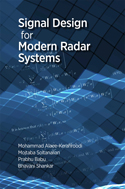 Signal Design
for
Modern Radar
Systems
Mohammad Alaee-Kerahroodi
Mojtaba Soltanalian
Prabhu Babu
Bhavani Shankar